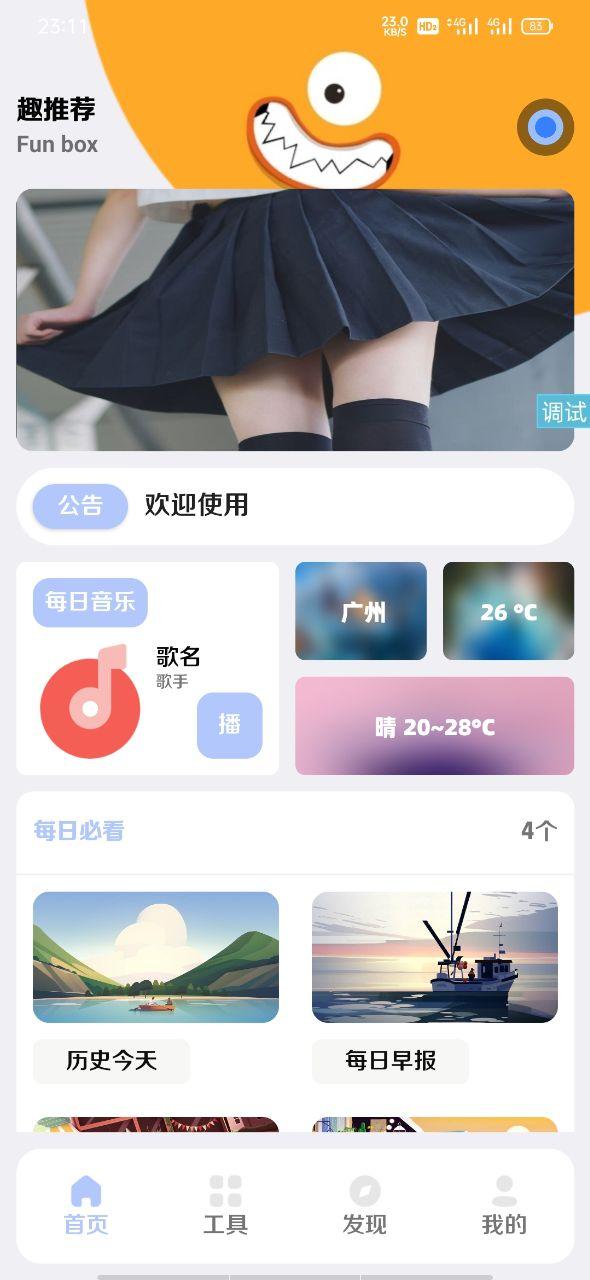 23:11
23.0
KB/S
HD2
4G
4G
83
趣推荐
Fun box
调试
公告
欢迎使用
每日音乐
歌名
歌手
播
广州
26 °C
晴 20~28°C
每日必看
4个
历史今天
每日早报
首页
工具
发现
我的